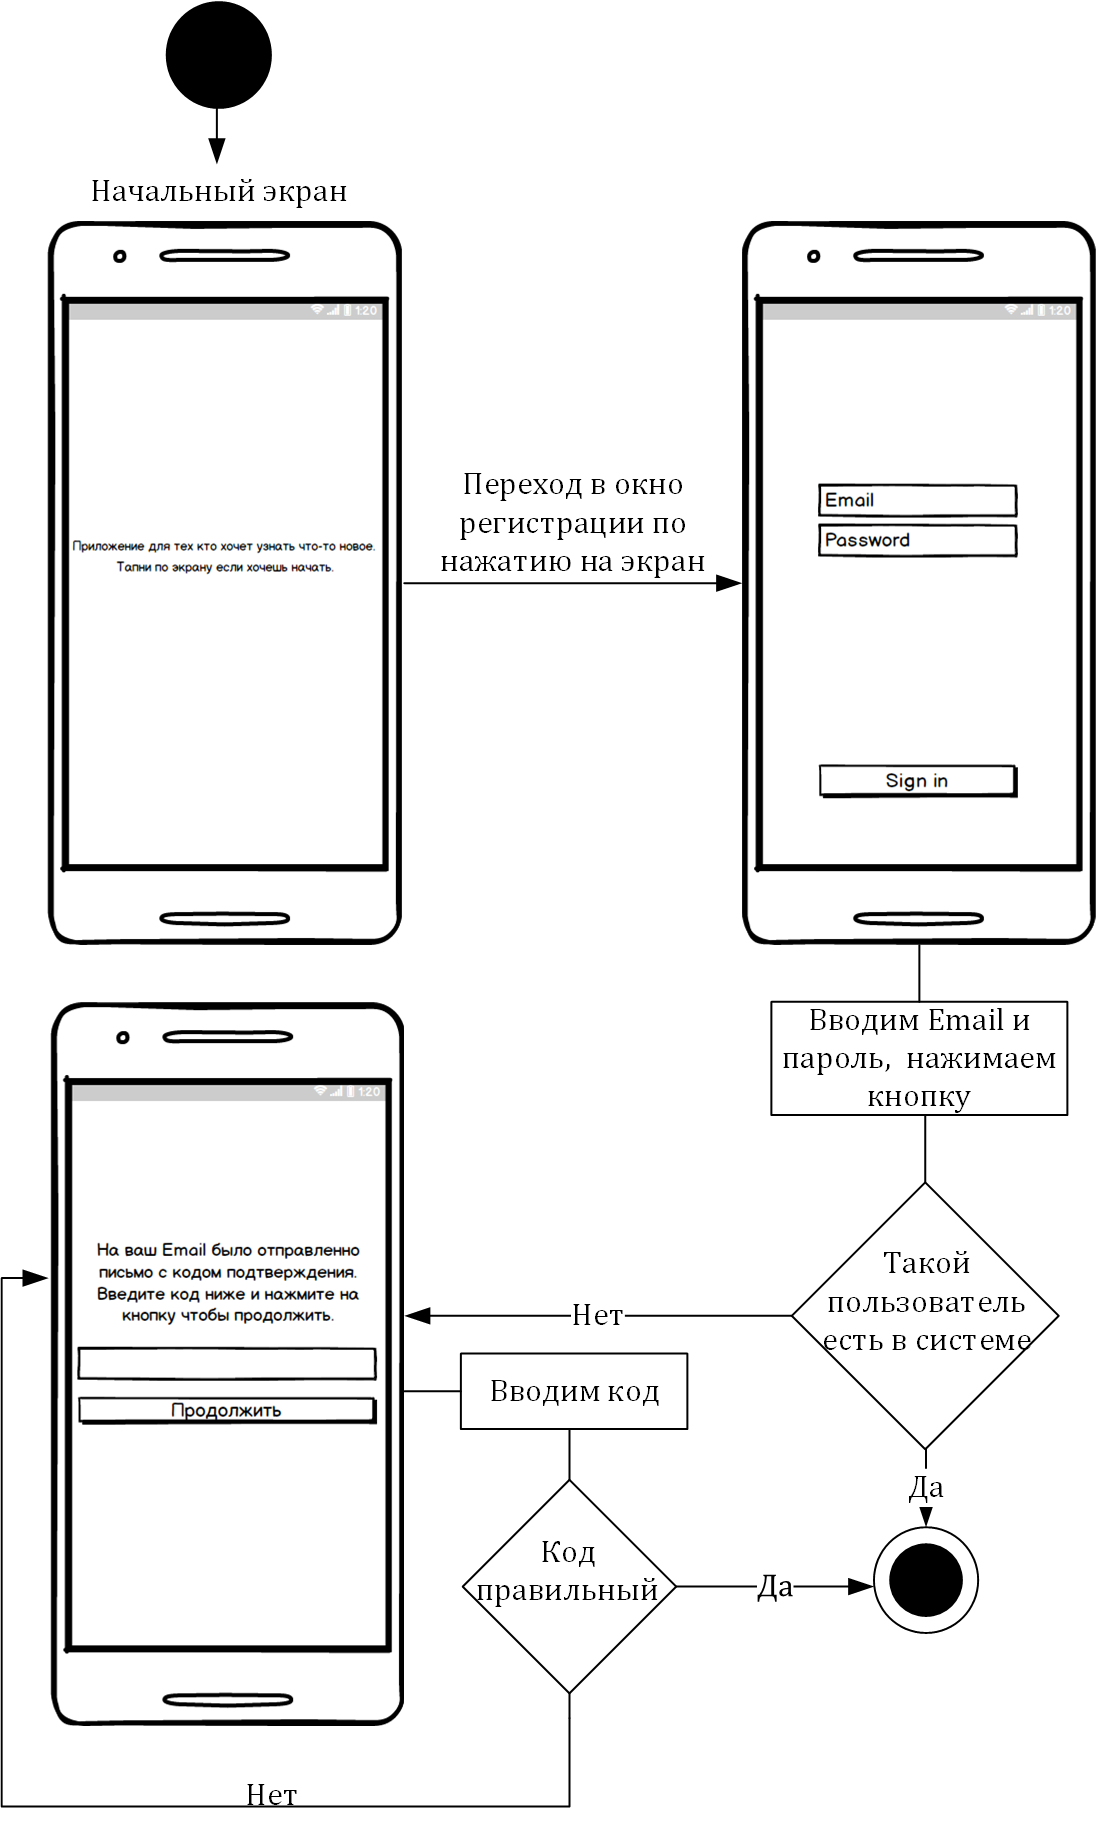 Начальный экран
1:20
Приложение для тех кто хочет узнать что-то новое.
Тапни по экрану если хочешь начать.
Переход в окно
регистрации по
нажатию на экран
1:20
Email
Password
Sign in
Вводим Email и
пароль, нажимаем
кнопку
Такой
пользователь
есть в системе
Нет
Да
1:20
На ваш Email было отправленно
письмо с кодом подтверждения.
Введите код ниже и нажмите на
кнопку чтобы продолжить.
Продолжить
Вводим код
Код
правильный
Да
Нет